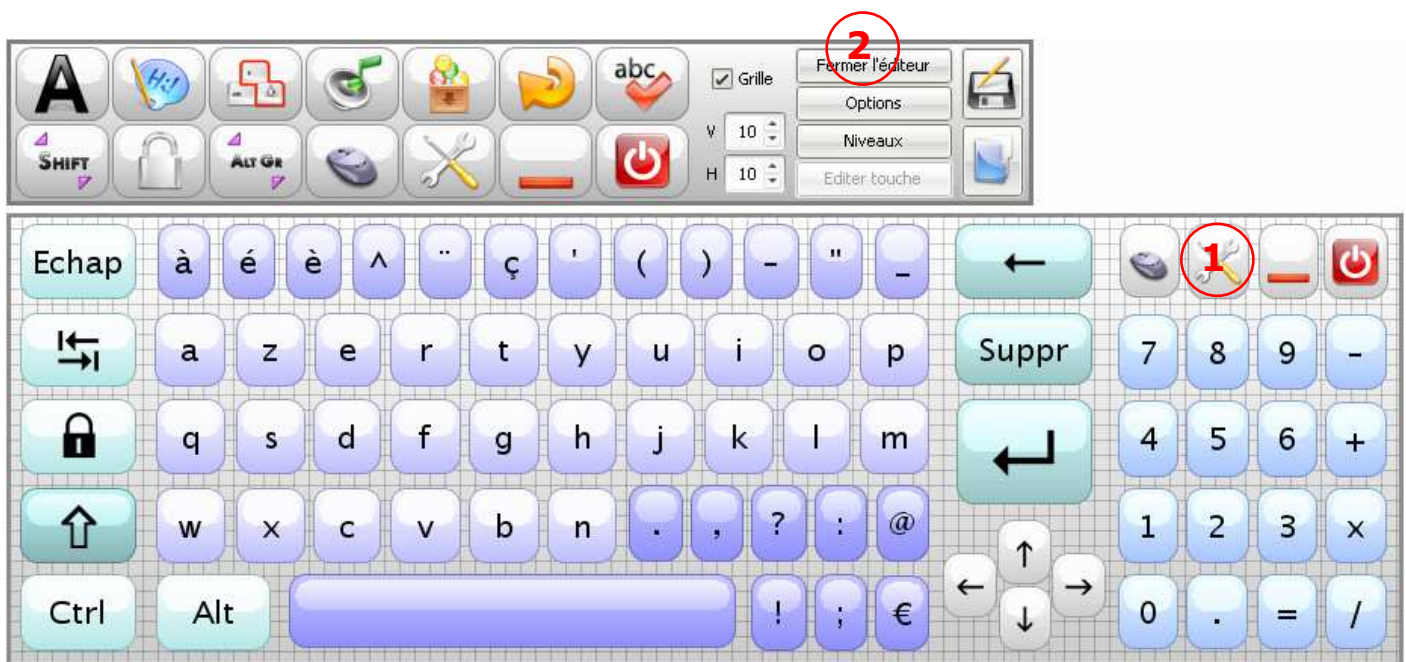 2
A Hi! abc Grille Fermer l'éditeur
Options
V 10 Niveaux
SHIFT ALT GR H 10 Editer touche
Echap à é è ^ ¨ ç ' ( ) - " _ ← 1
a z e r t y u i o p Suppr 7 8 9 -
q s d f g h j k l m 4 5 6 +
w x c v b n . , ? : @ ↑ 1 2 3 x
Ctrl Alt ! ; € ← ↓ → 0 . = /